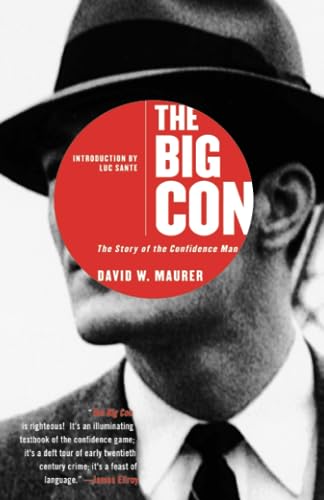 THE
BIG
CON
INTRODUCTION BY
LUC SANTE
The Story of the Confidence Man
DAVID W. MAURER
"The Big Con
is righteous! It's an illuminating
textbook of the confidence game;
it's a deft tour of early twentieth
century crime; it's a feast of
language." —James Ellroy